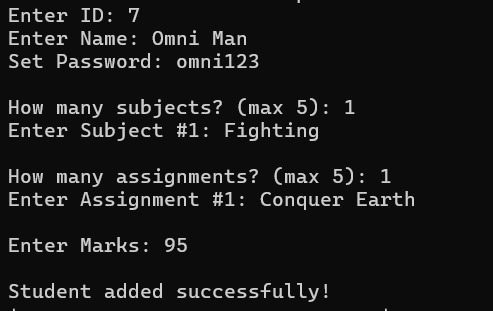 Enter ID: 7
Enter Name: Omni Man
Set Password: omni123
How many subjects? (max 5): 1
Enter Subject #1: Fighting
How many assignments? (max 5): 1
Enter Assignment #1: Conquer Earth
Enter Marks: 95
Student added successfully!